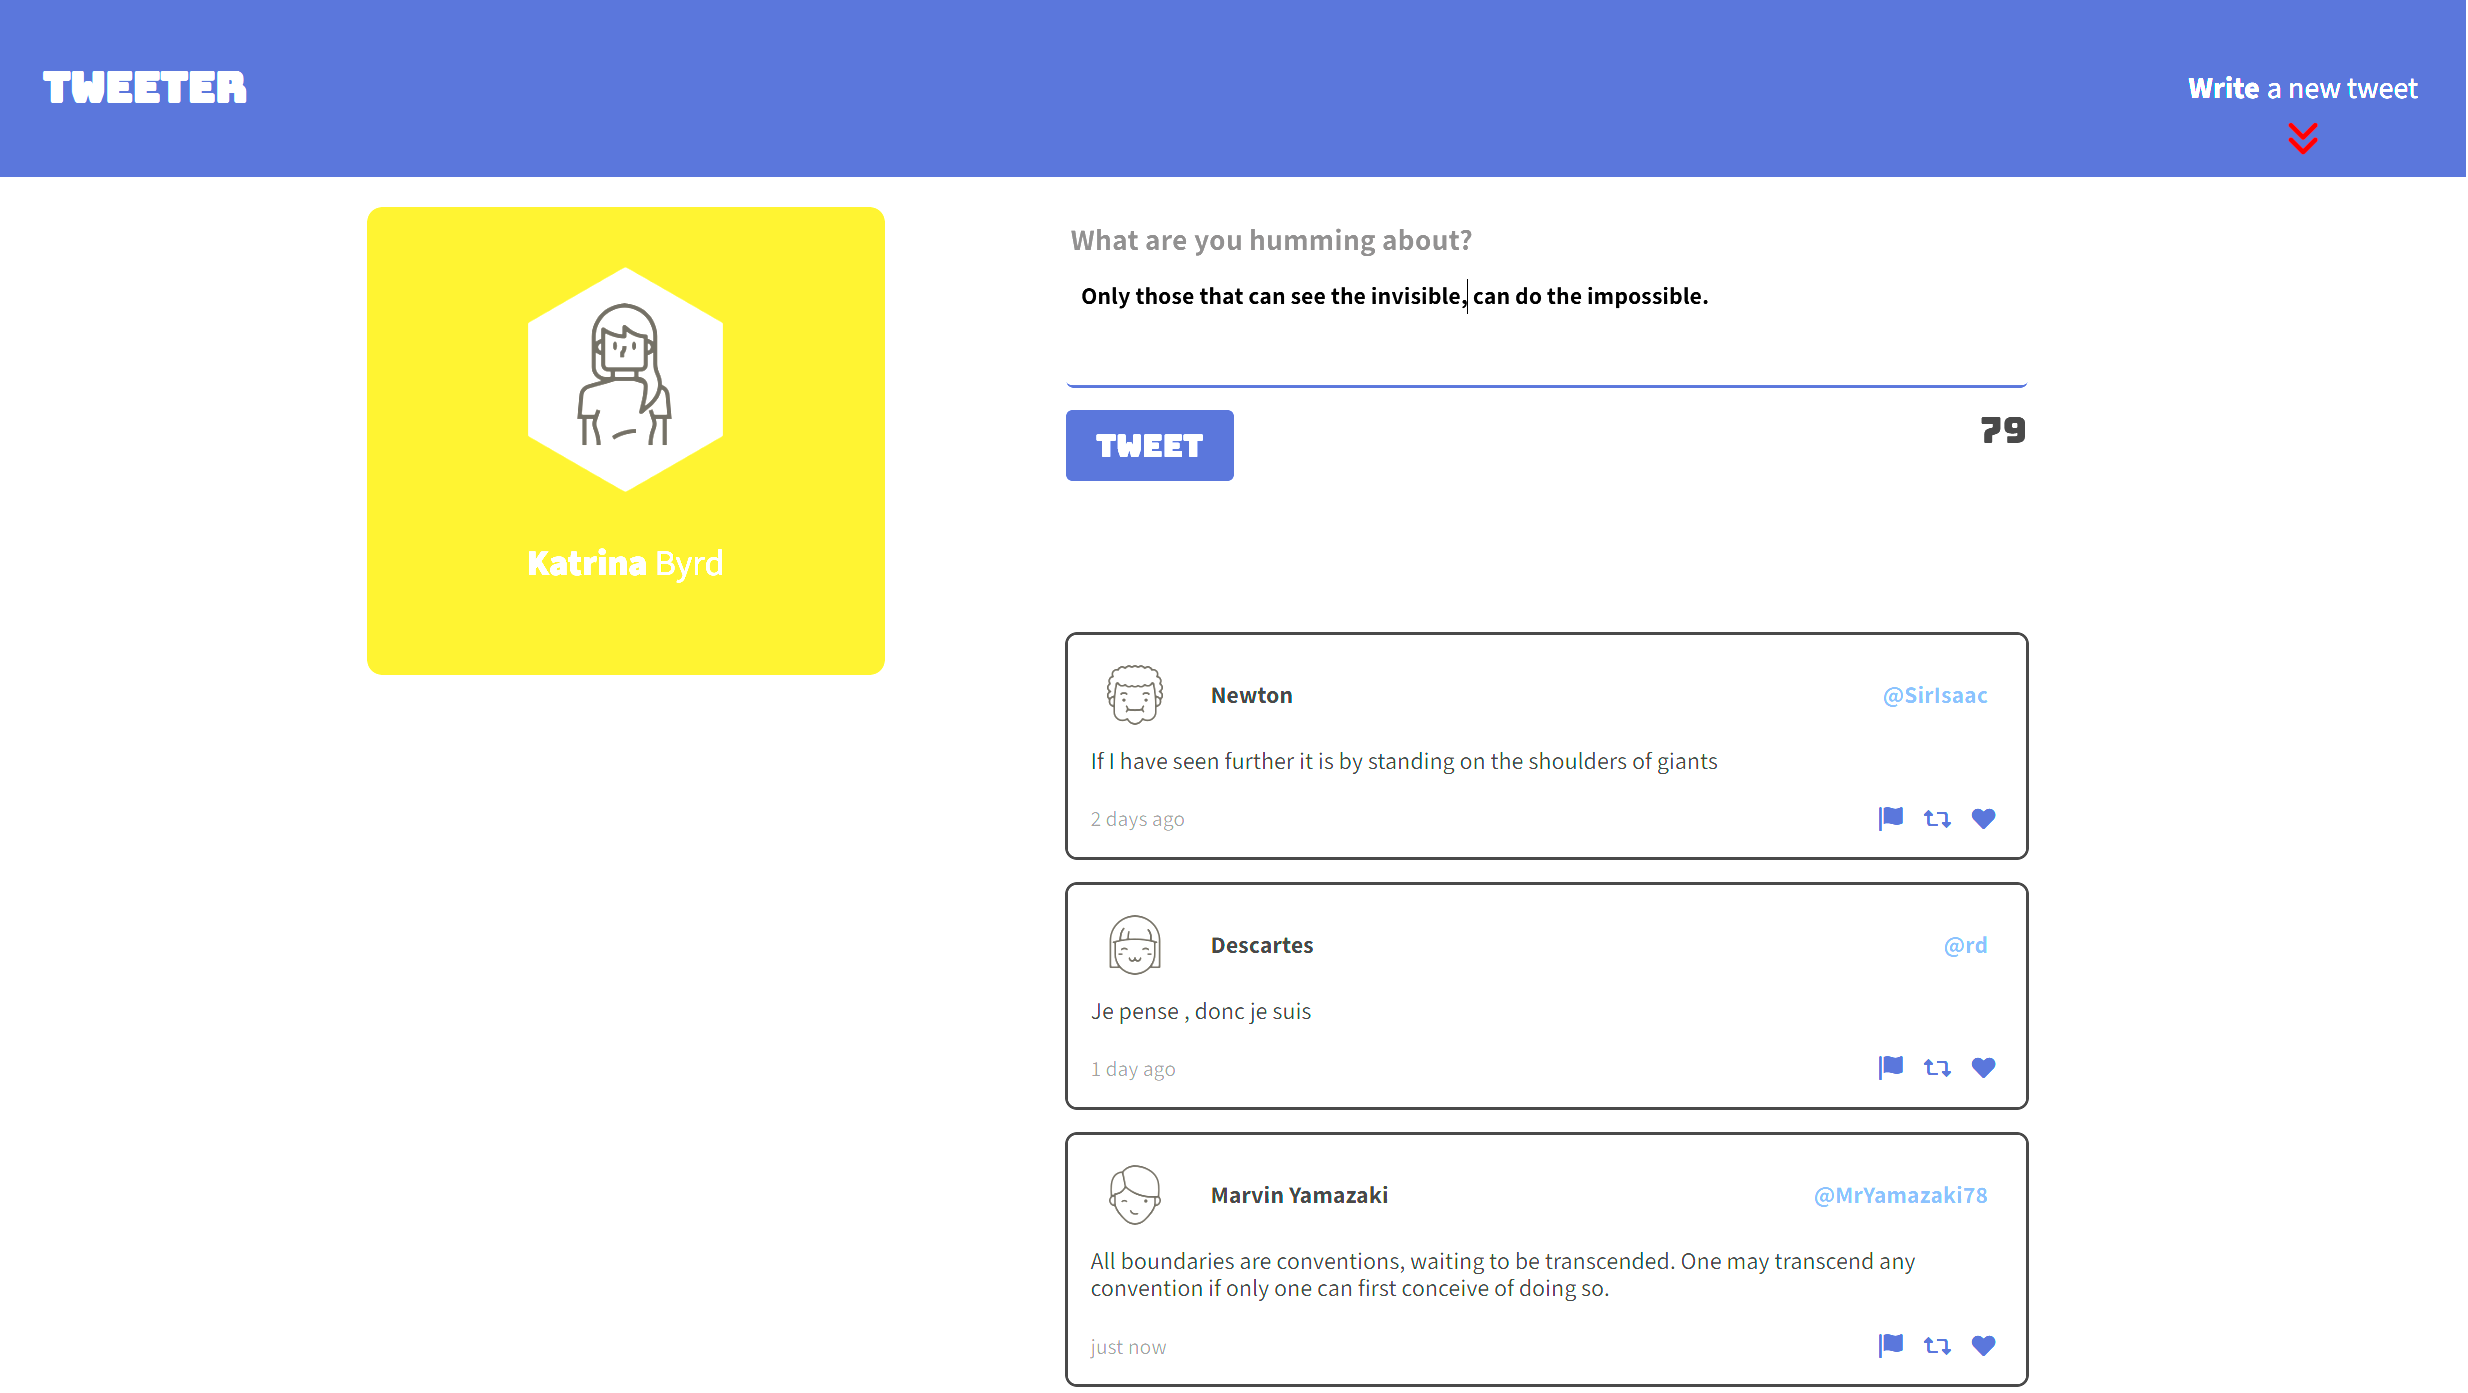 TWEETER
Write a new tweet
Katrina Byrd
What are you humming about?
Only those that can see the invisible, can do the impossible.
TWEET
79
Newton
@SirIsaac
If I have seen further it is by standing on the shoulders of giants
2 days ago
Descartes
@rd
Je pense , donc je suis
1 day ago
Marvin Yamazaki
@MrYamazaki78
All boundaries are conventions, waiting to be transcended. One may transcend any
convention if only one can first conceive of doing so.
just now